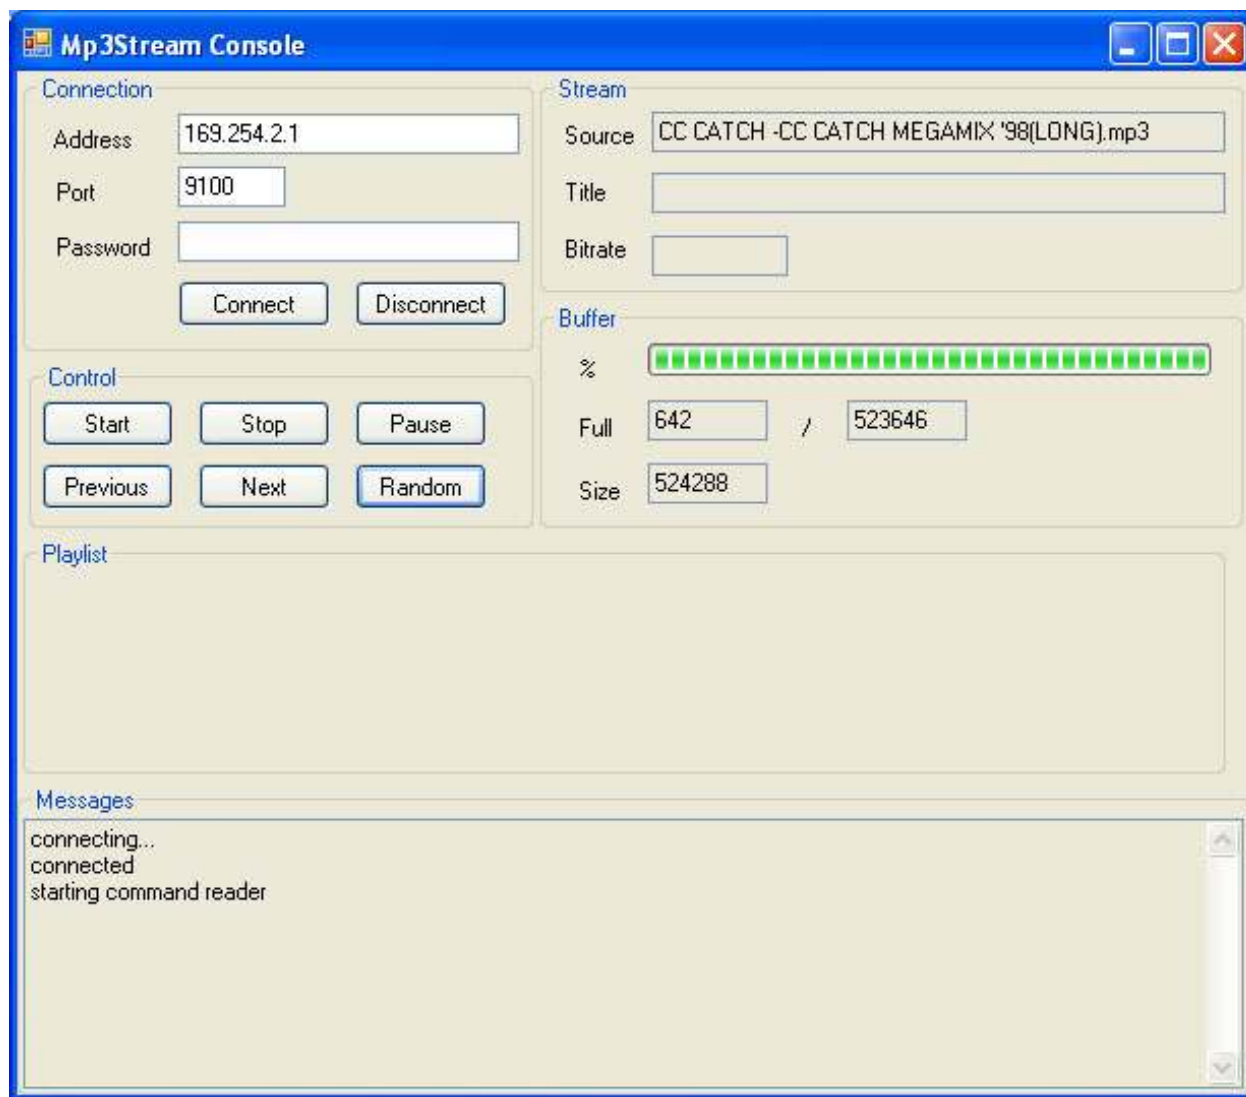 Mp3Stream Console
Connection
Address 169.254.2.1
Port 9100
Password
Connect Disconnect
Control
Start Stop Pause
Previous Next Random
Stream
Source CC CATCH -CC CATCH MEGAMIX '98(LONG).mp3
Title
Bitrate
Buffer
%
Full 642 / 523646
Size 524288
Playlist
Messages
connecting...
connected
starting command reader